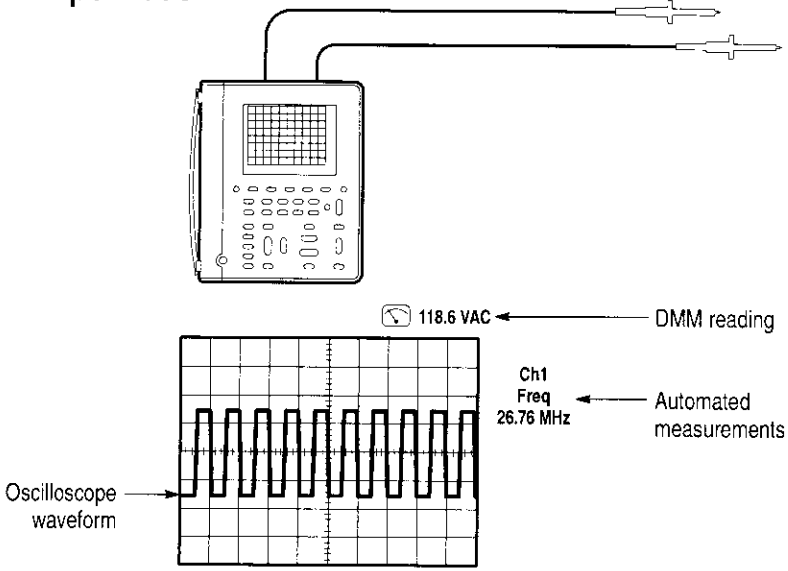 118.6 VAC
DMM reading
Ch1
Freq
26.76 MHz
Automated
measurements
Oscilloscope
waveform